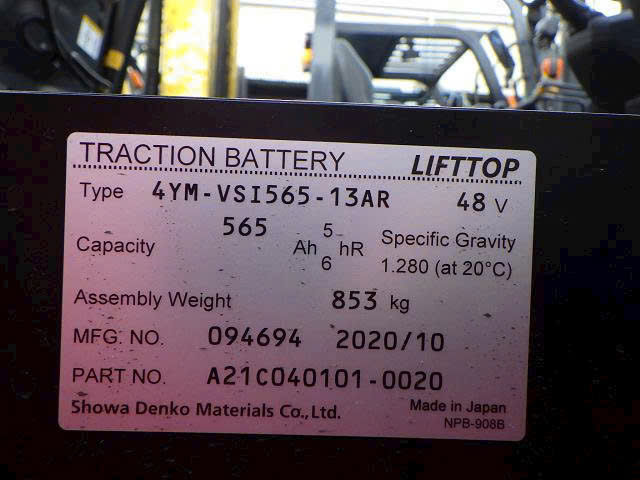 TRACTION BATTERY LIFTTOP
Type 4YM-VSI565-13AR 48 V
Capacity 565 Ah 5 6 hR Specific Gravity
1.280 (at 20°C)
Assembly Weight 853 kg
MFG. NO. 094694 2020/10
PART NO. A21C040101-0020
Showa Denko Materials Co.,Ltd. Made in Japan
NPB-908B